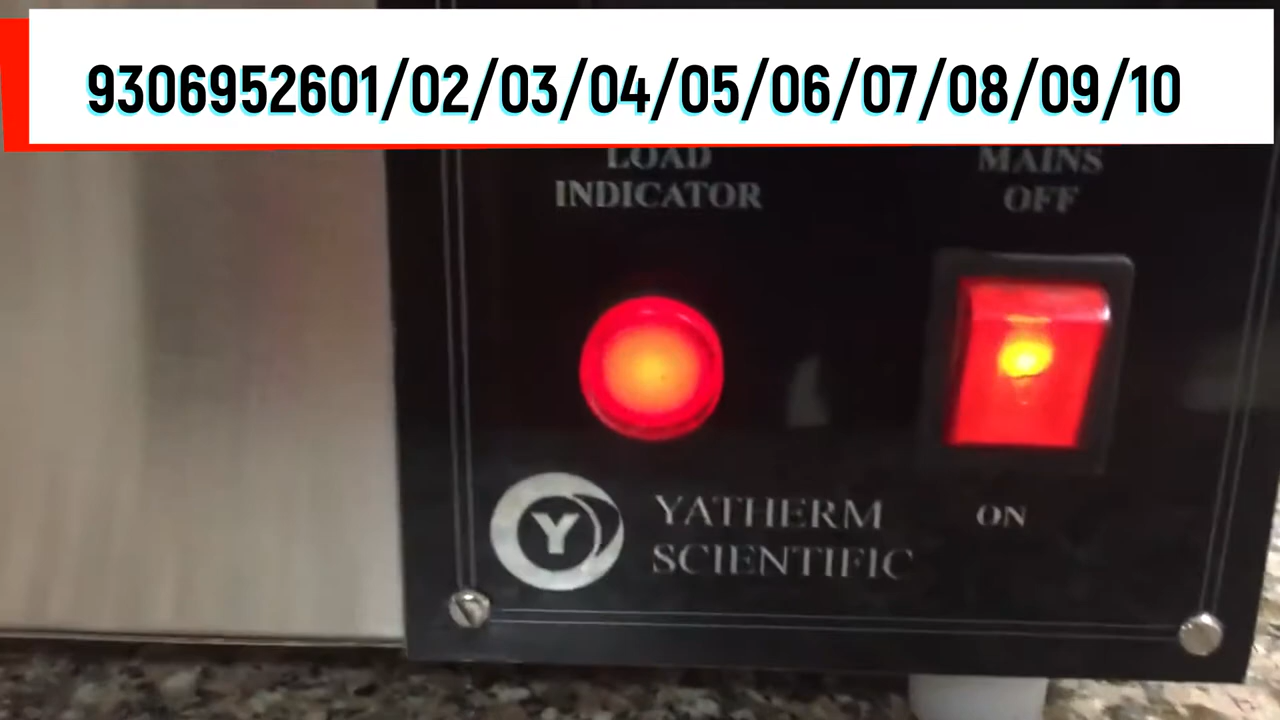 9306952601/02/03/04/05/06/07/08/09/10
LOAD
INDICATOR
MAINS
OFF
Y
YATHERM
SCIENTIFIC
ON